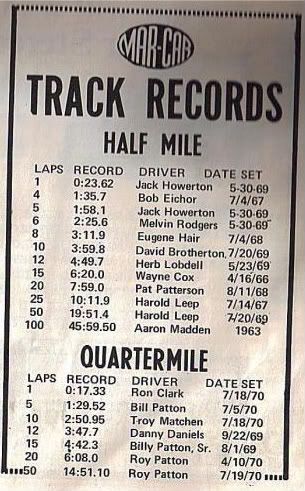 MAR-CAR
TRACK RECORDS
HALF MILE
LAPS RECORD DRIVER DATE SET
1 0:23.62 Jack Howerton 5-30-69
4 1:35.7 Bob Eichor 7/4/67
5 1:58.1 Jack Howerton 5-30-69
6 2:25.6 Melvin Rodgers 5-30-69
8 3:11.9 Eugene Hair 7/4/68
10 3:59.8 David Brotherton 7/20/69
12 4:49.7 Herb Lobdell 5/23/69
15 6:20.0 Wayne Cox 4/16/66
20 7:59.0 Pat Patterson 8/11/68
25 10:11.9 Harold Leep 7/14/67
50 19:51.4 Harold Leep 7/20/69
100 45:59.50 Aaron Madden 1963
QUARTERMILE
LAPS RECORD DRIVER DATE SET
1 0:17.33 Ron Clark 7/18/70
5 1:29.52 Bill Patton 7/5/70
10 2:50.95 Troy Matchen 7/18/70
12 3:47.7 Danny Daniels 9/22/69
15 4:42.3 Billy Patton, Sr. 8/1/69
20 6:08.0 Roy Patton 4/10/70
50 14:51.10 Roy Patton 7/19/70